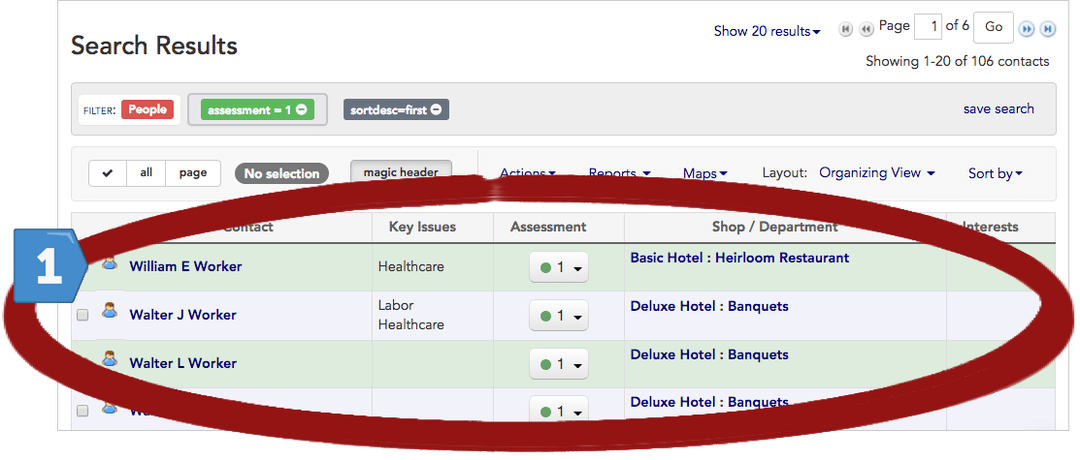 Show 20 results
Page 1 of 6 Go
Search Results
Showing 1-20 of 106 contacts
FILTER: People assessment = 1 sortdesc=first save search
all page No selection magic header Actions Reports Maps Layout: Organizing View Sort by
Contact Key Issues Assessment Shop / Department Interests
1
William E Worker Healthcare 1 Basic Hotel : Heirloom Restaurant
Walter J Worker Labor 1 Deluxe Hotel : Banquets
Healthcare
Walter L Worker 1 Deluxe Hotel : Banquets
1 Deluxe Hotel : Banquets